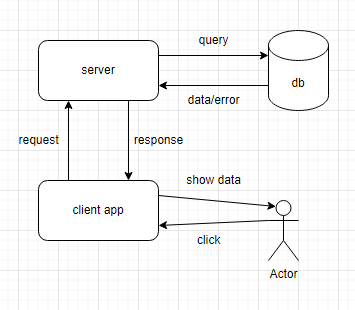 query
server
db
data/error
request
response
show data
client app
click
Actor